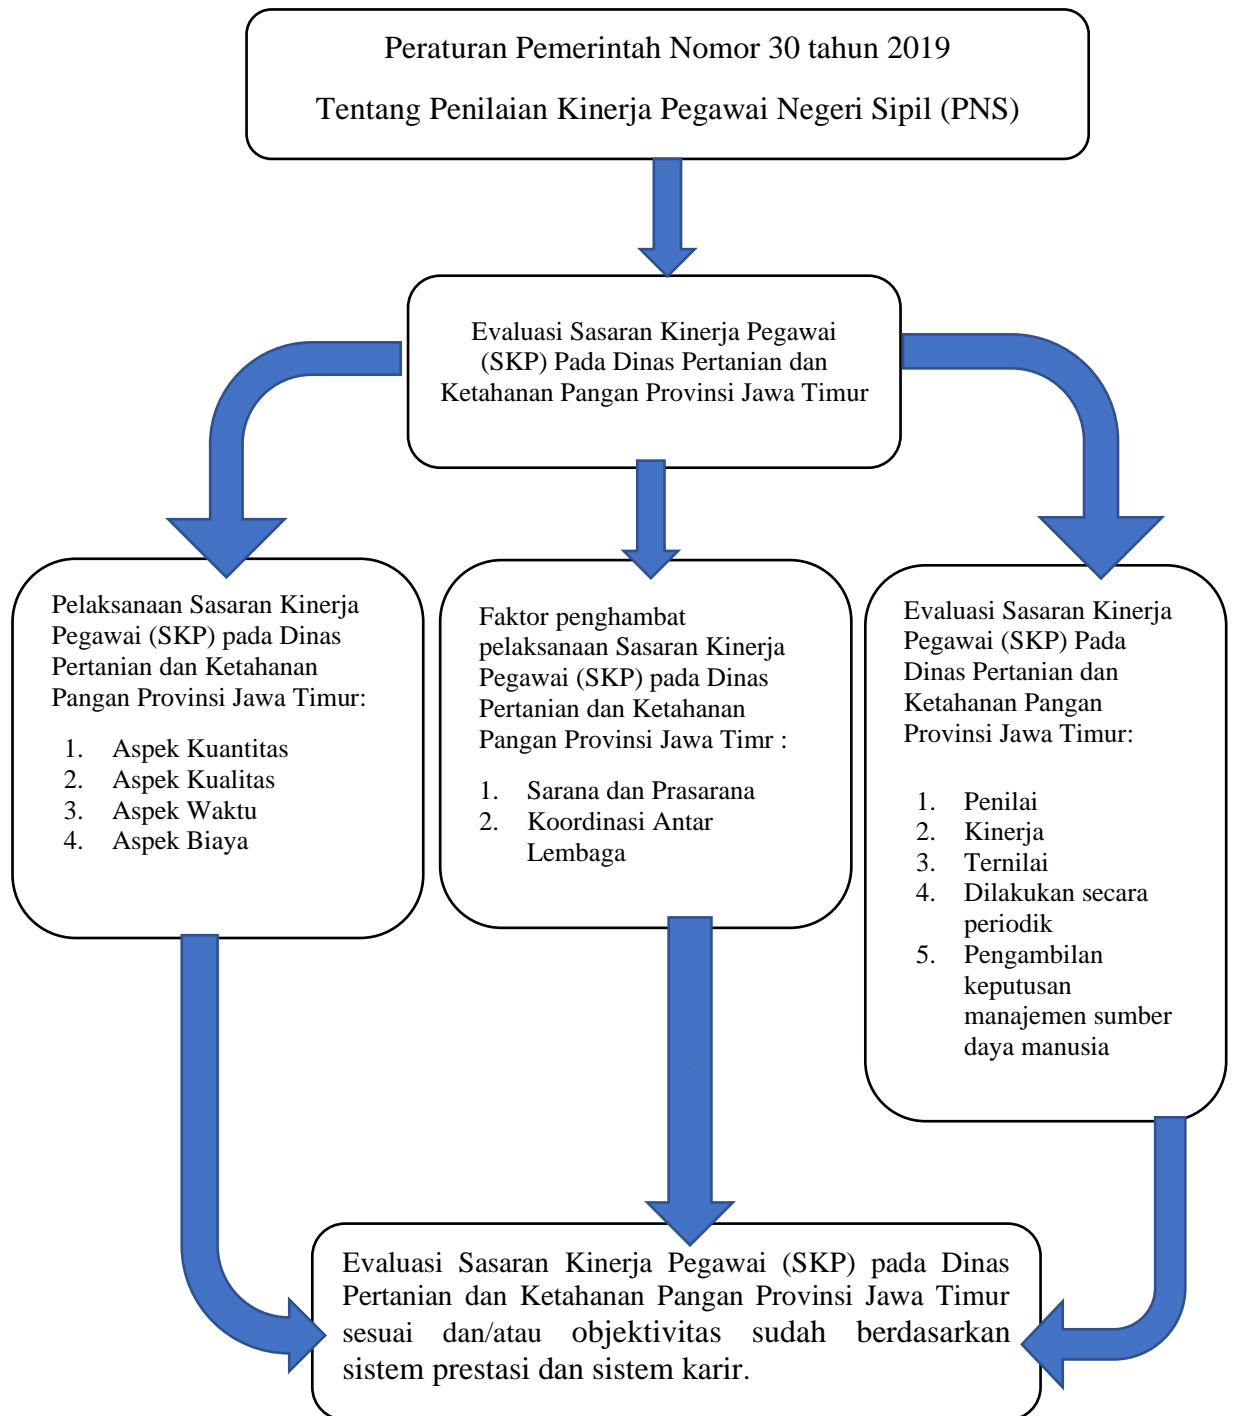 Peraturan Pemerintah Nomor 30 tahun 2019
Tentang Penilaian Kinerja Pegawai Negeri Sipil (PNS)
Evaluasi Sasaran Kinerja Pegawai
(SKP) Pada Dinas Pertanian dan
Ketahanan Pangan Provinsi Jawa Timur
Pelaksanaan Sasaran Kinerja
Pegawai (SKP) pada Dinas
Pertanian dan Ketahanan
Pangan Provinsi Jawa Timur:
1. Aspek Kuantitas
2. Aspek Kualitas
3. Aspek Waktu
4. Aspek Biaya
Faktor penghambat
pelaksanaan Sasaran Kinerja
Pegawai (SKP) pada Dinas
Pertanian dan Ketahanan
Pangan Provinsi Jawa Timr :
1. Sarana dan Prasarana
2. Koordinasi Antar
Lembaga
Evaluasi Sasaran Kinerja
Pegawai (SKP) Pada
Dinas Pertanian dan
Ketahanan Pangan
Provinsi Jawa Timur:
1. Penilai
2. Kinerja
3. Ternilai
4. Dilakukan secara
periodik
5. Pengambilan
keputusan
manajemen sumber
daya manusia
Evaluasi Sasaran Kinerja Pegawai (SKP) pada Dinas
Pertanian dan Ketahanan Pangan Provinsi Jawa Timur
sesuai dan/atau objektivitas sudah berdasarkan
sistem prestasi dan sistem karir.